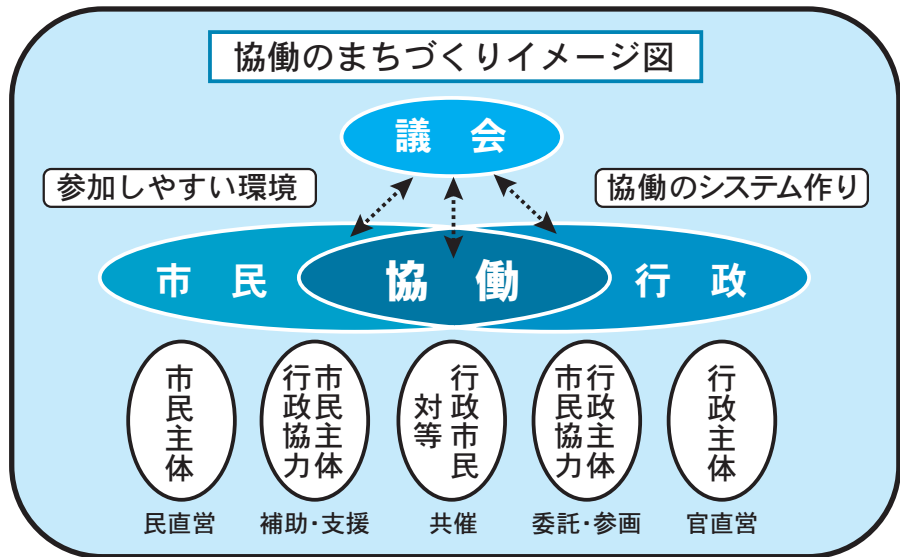 協働のまちづくりイメージ図
議会
参加しやすい環境
協働のシステム作り
市民
協働
行政
市民主体
市民主体
行政協力
行政市民
対等
行政主体
市民協力
行政主体
民直営
補助・支援
共催
委託・参画
官直営